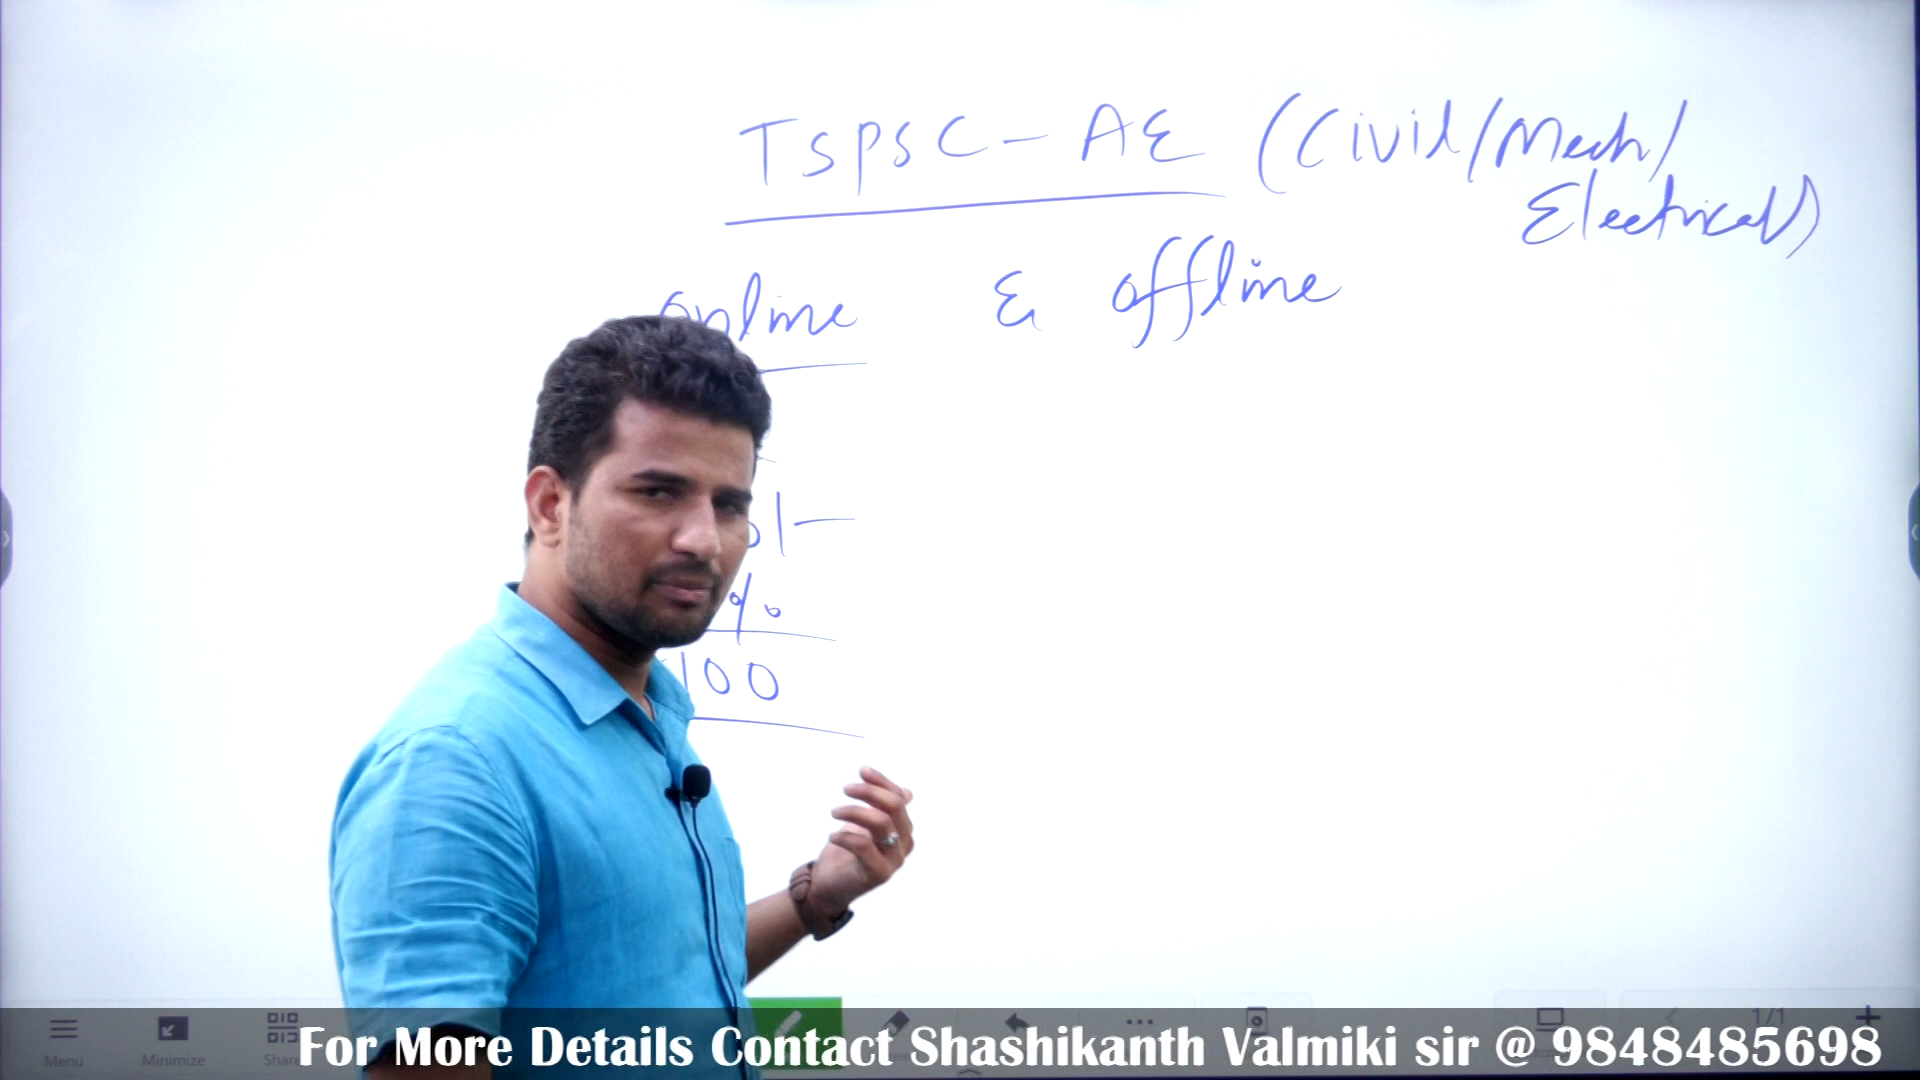 TSPSC - AE (Civil/Mech/
Electrical)
online & offline
%
100
Menu
Minimize
Share
1/1
For More Details Contact Shashikanth Valmiki sir @ 9848485698